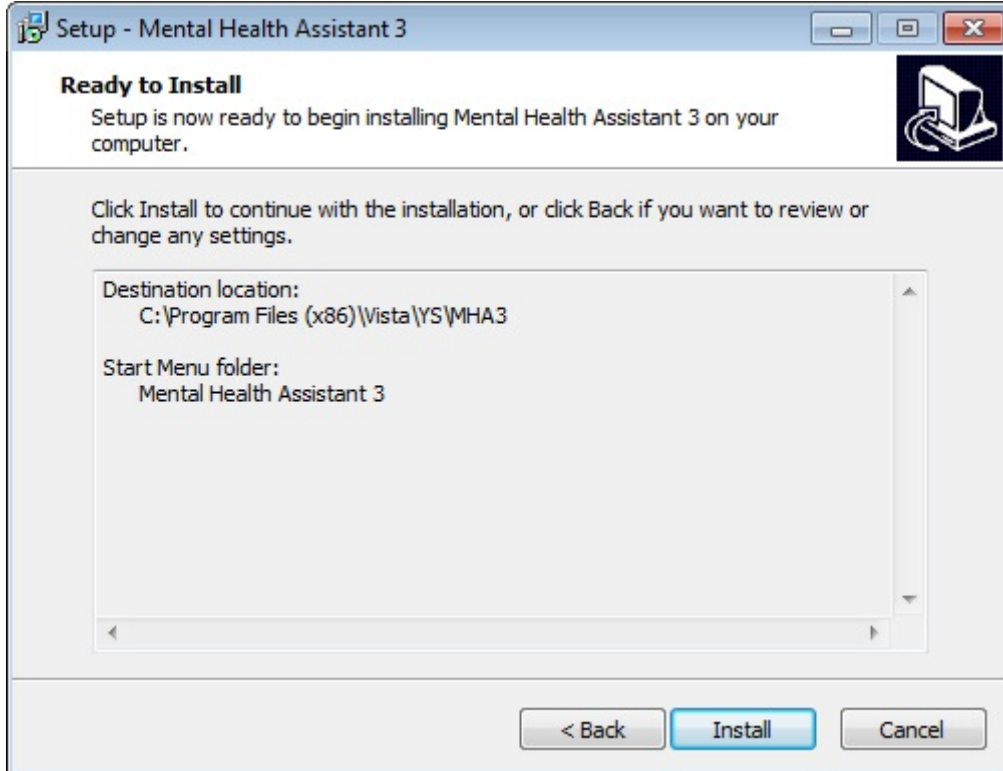 Setup - Mental Health Assistant 3
Ready to Install
Setup is now ready to begin installing Mental Health Assistant 3 on your
computer.
Click Install to continue with the installation, or click Back if you want to review or
change any settings.
Destination location:
C:\Program Files (x86)\Vista\YS\MHA3
Start Menu folder:
Mental Health Assistant 3
< Back
Install
Cancel